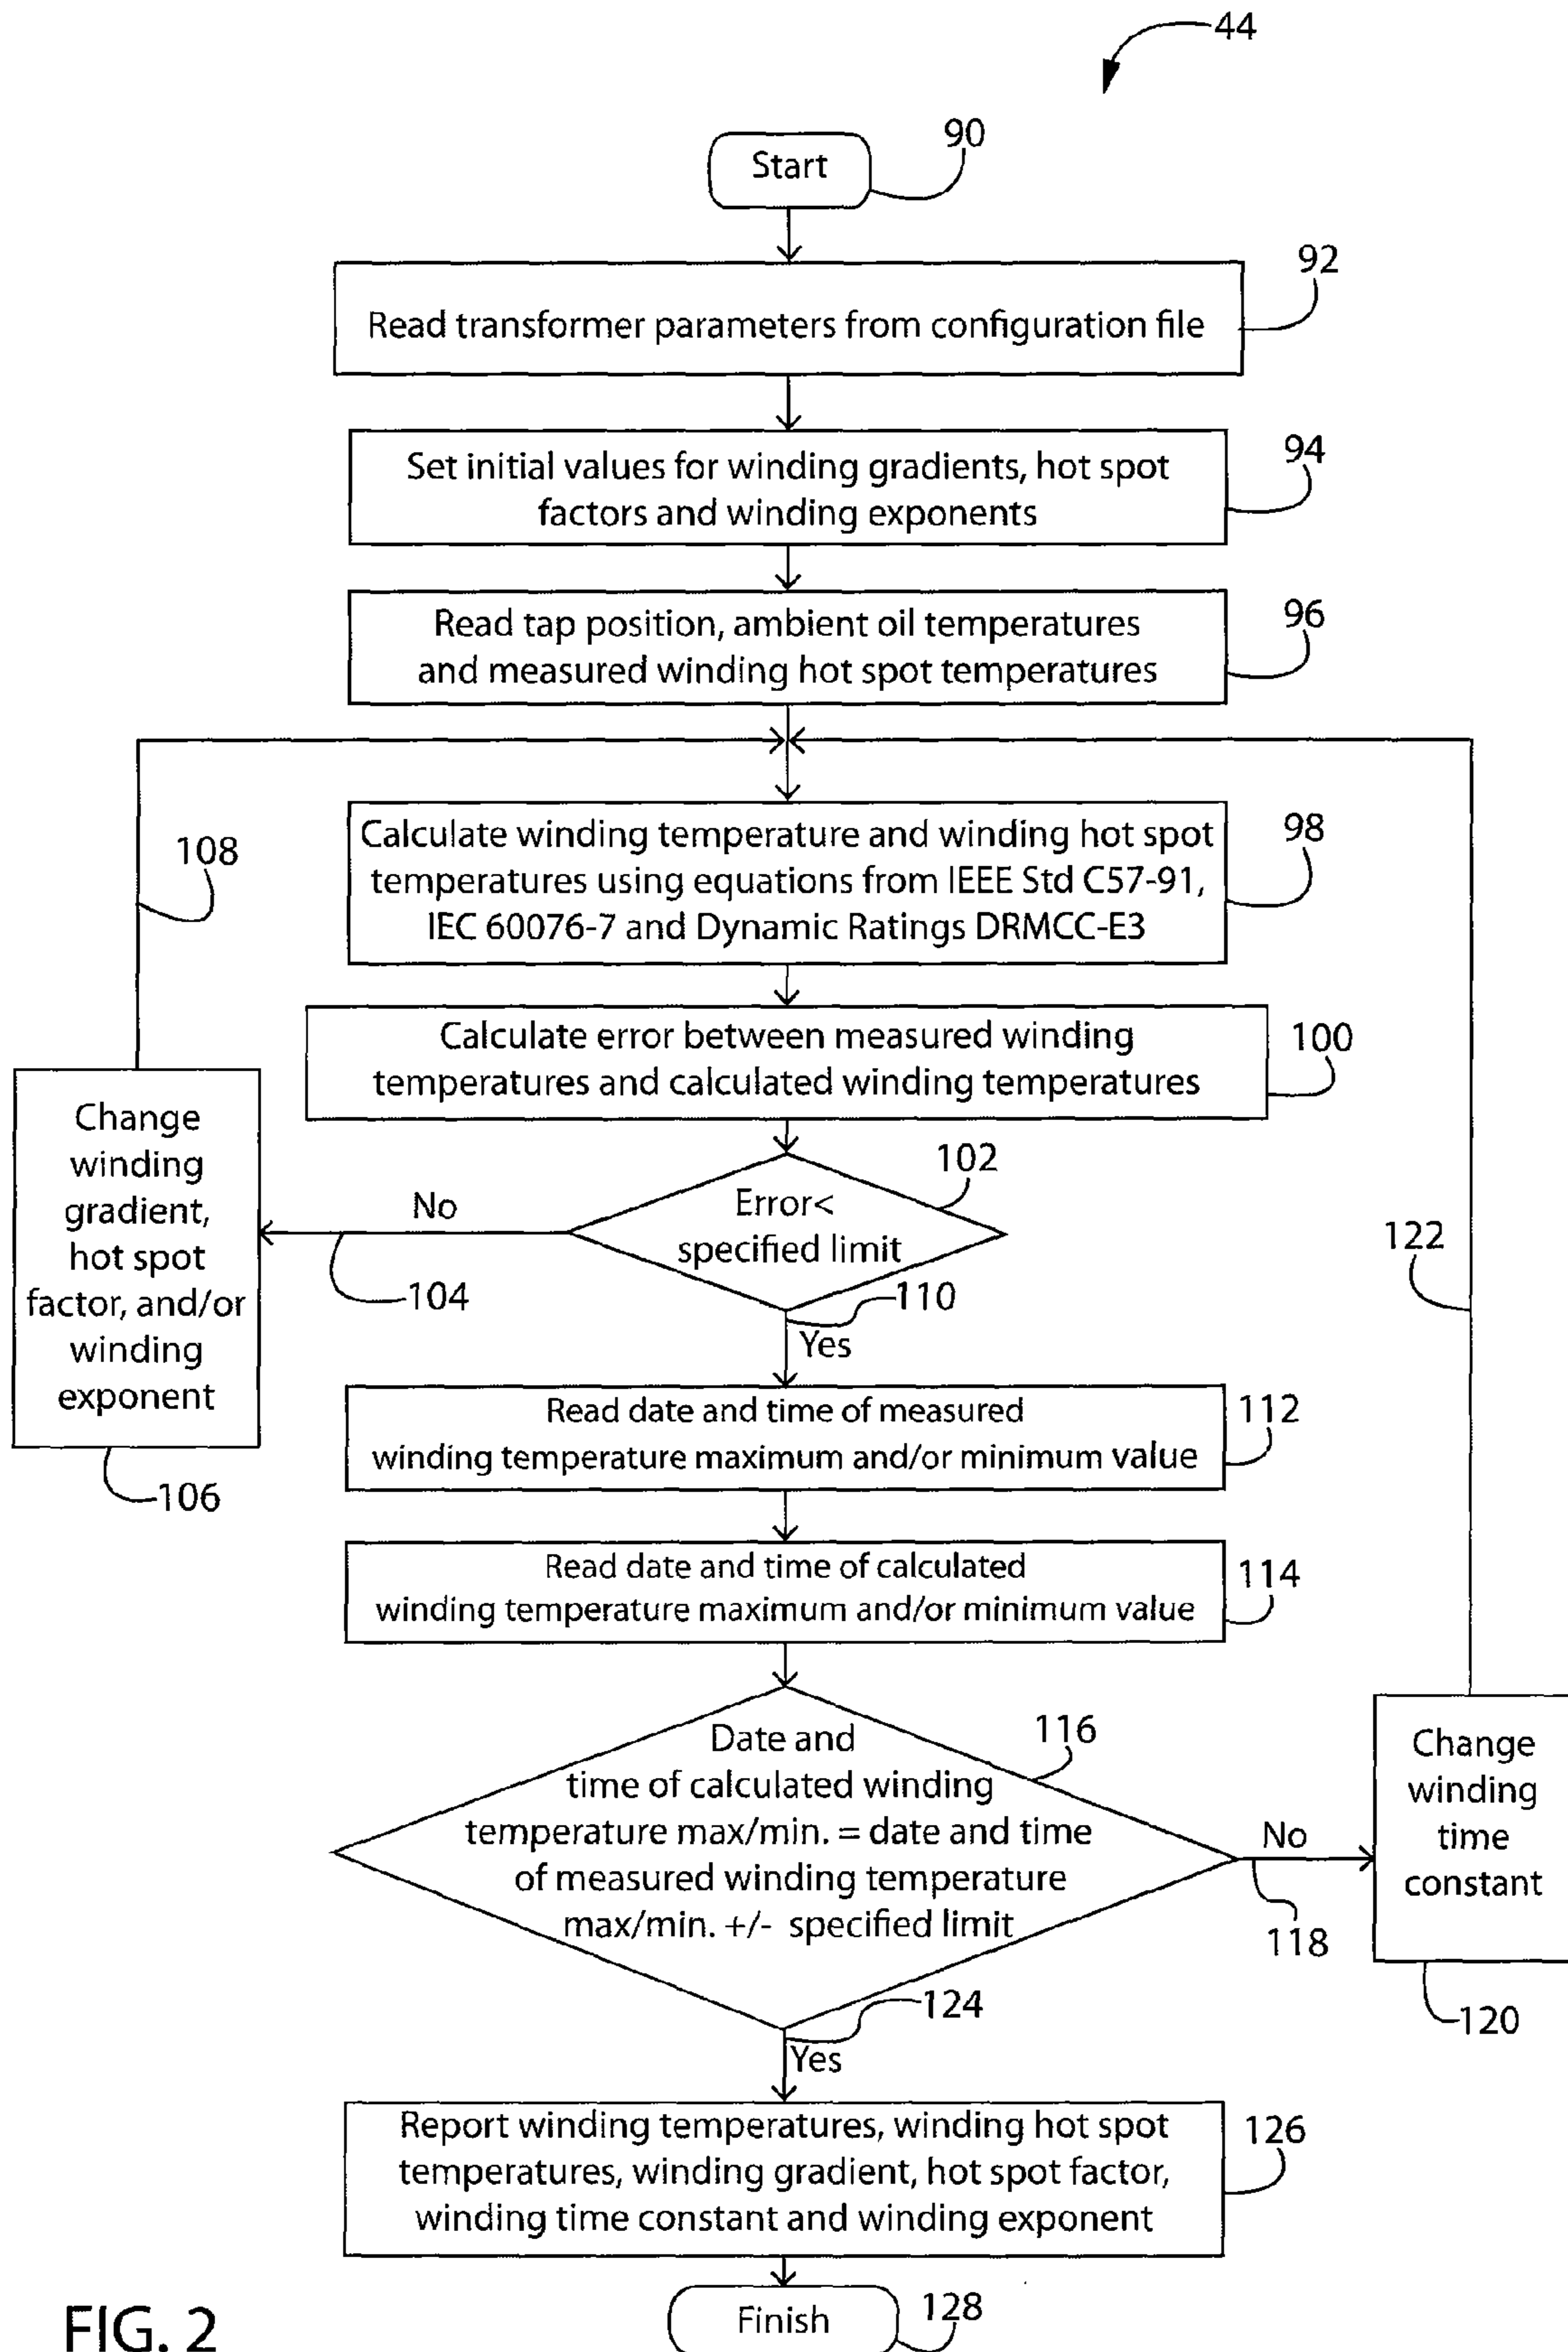 44
Start
90
Read transformer parameters from configuration file
92
Set initial values for winding gradients, hot spot
factors and winding exponents
94
Read tap position, ambient oil temperatures
and measured winding hot spot temperatures
96
Calculate winding temperature and winding hot spot
temperatures using equations from IEEE Std C57-91,
IEC 60076-7 and Dynamic Ratings DRMCC-E3
98
108
Calculate error between measured winding
temperatures and calculated winding temperatures
100
Change
winding
gradient,
hot spot
factor, and/or
winding
exponent
106
Error<
specified limit
102
No
104
110
Yes
122
Read date and time of measured
winding temperature maximum and/or minimum value
112
Read date and time of calculated
winding temperature maximum and/or minimum value
114
Date and
time of calculated winding
temperature max/min. = date and time
of measured winding temperature
max/min. +/- specified limit
116
No
118
Change
winding
time
constant
120
124
Yes
Report winding temperatures, winding hot spot
temperatures, winding gradient, hot spot factor,
winding time constant and winding exponent
126
Finish
128
FIG. 2